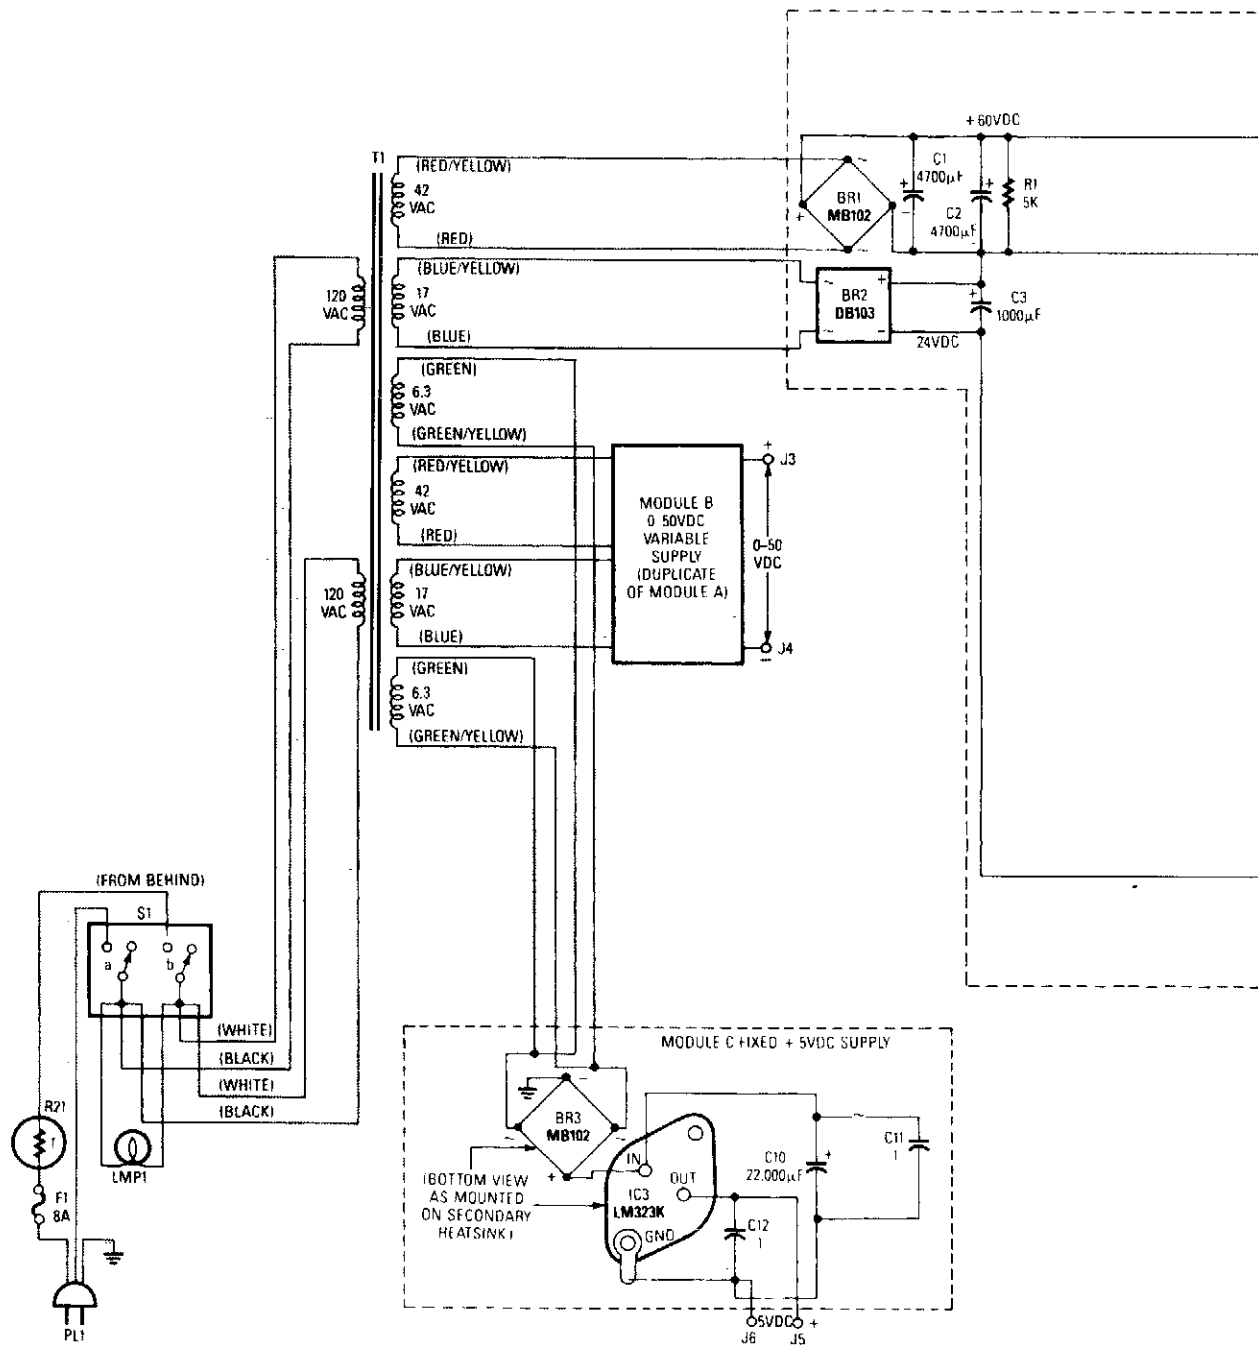 +60VDC
T1
(RED/YELLOW)
42
VAC
(RED)
BR1
MB102
C1
4700µF
C2
4700µF
R1
5K
(BLUE/YELLOW)
17
VAC
(BLUE)
120
VAC
BR2
DB103
C3
1000µF
24VDC
(GREEN)
6.3
VAC
(GREEN/YELLOW)
(RED/YELLOW)
42
VAC
(RED)
MODULE B
0-50VDC
VARIABLE
SUPPLY
(DUPLICATE
OF MODULE A)
J3
0-50
VDC
J4
120
VAC
(BLUE/YELLOW)
17
VAC
(BLUE)
(GREEN)
6.3
VAC
(GREEN/YELLOW)
(FROM BEHIND)
S1
a
b
(WHITE)
(BLACK)
(WHITE)
(BLACK)
R21
T
LMP1
F1
8A
PL1
MODULE C FIXED +5VDC SUPPLY
BR3
MB102
(BOTTOM VIEW
AS MOUNTED
ON SECONDARY
HEATSINK)
IN
OUT
IC3
LM323K
GND
C10
22,000µF
C11
1
C12
1
5VDC
J6
J5